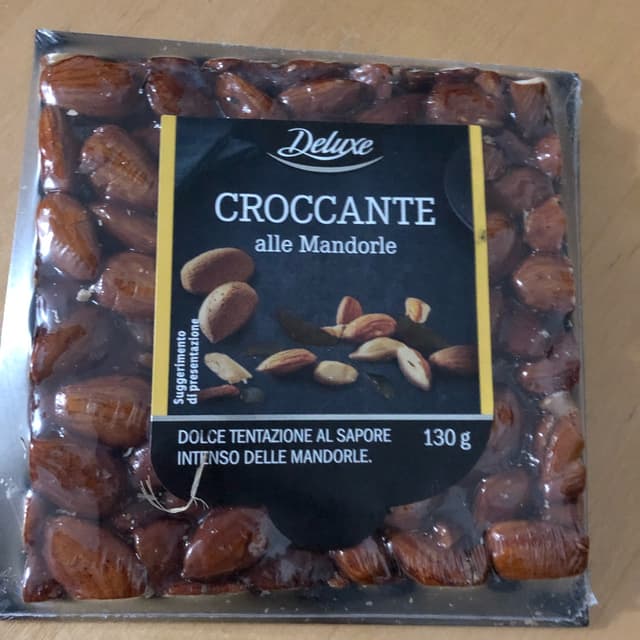 Deluxe
CROCCANTE
alle Mandorle
Suggerimento
di presentazione
DOLCE TENTAZIONE AL SAPORE
INTENSO DELLE MANDORLE.
130 g